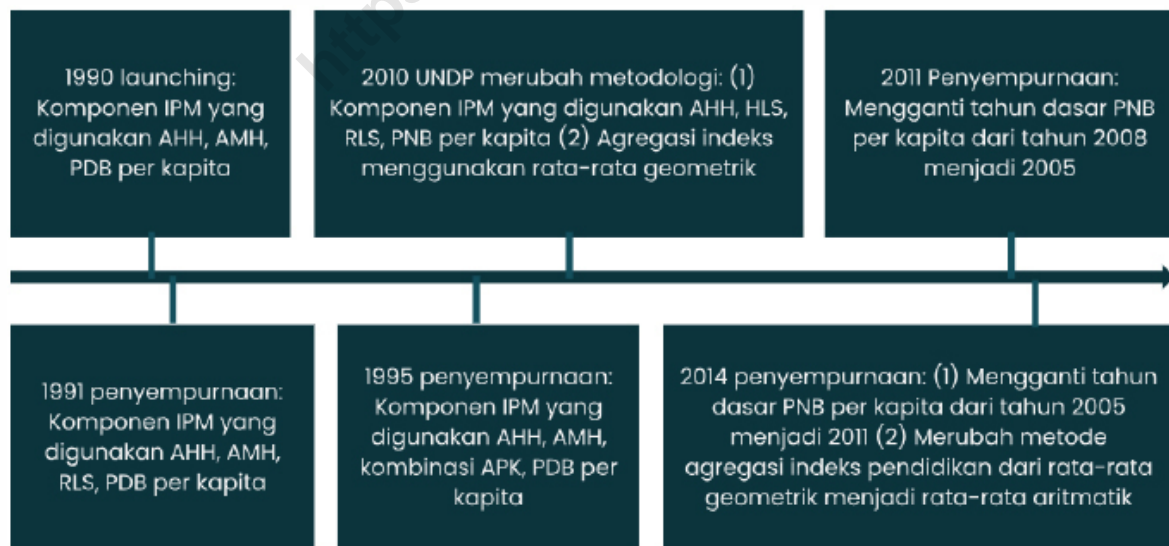 1990 launching:
Komponen IPM yang
digunakan AHH, AMH,
PDB per kapita
2010 UNDP merubah metodologi: (1)
Komponen IPM yang digunakan AHH, HLS,
RLS, PNB per kapita (2) Agregasi indeks
menggunakan rata-rata geometrik
2011 Penyempurnaan:
Mengganti tahun dasar PNB
per kapita dari tahun 2008
menjadi 2005
1991 penyempurnaan:
Komponen IPM yang
digunakan AHH, AMH,
RLS, PDB per kapita
1995 penyempurnaan:
Komponen IPM yang
digunakan AHH, AMH,
kombinasi APK, PDB per
kapita
2014 penyempurnaan: (1) Mengganti tahun
dasar PNB per kapita dari tahun 2005
menjadi 2011 (2) Merubah metode
agregasi indeks pendidikan dari rata-rata
geometrik menjadi rata-rata aritmatik